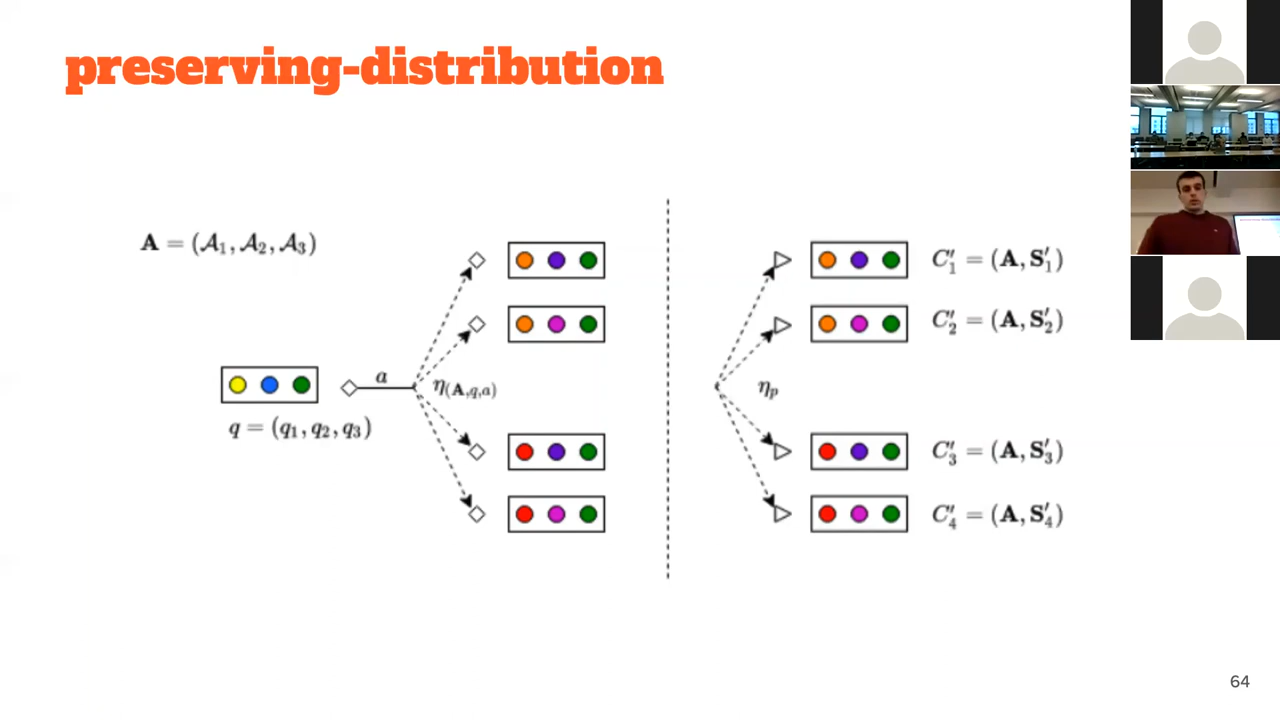 preserving-distribution
A = (𝒜₁, 𝒜₂, 𝒜₃)
a
η₍A,q,a₎
q = (q₁, q₂, q₃)
ηₚ
C′₁ = (A, S′₁)
C′₂ = (A, S′₂)
C′₃ = (A, S′₃)
C′₄ = (A, S′₄)
64